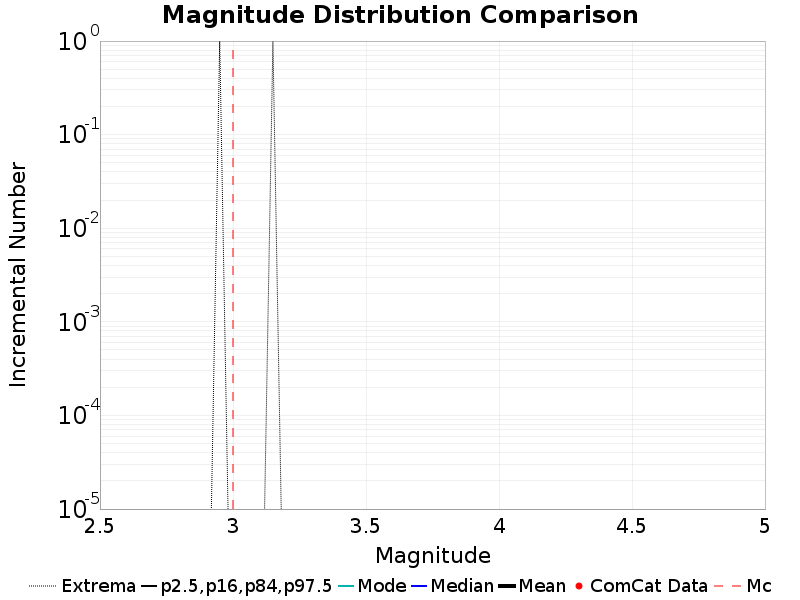 Magnitude Distribution Comparison
Incremental Number
10^0
10^-1
10^-2
10^-3
10^-4
10^-5
2.5 3 3.5 4 4.5 5
Magnitude
Extrema p2.5,p16,p84,p97.5 Mode Median Mean ComCat Data Mc